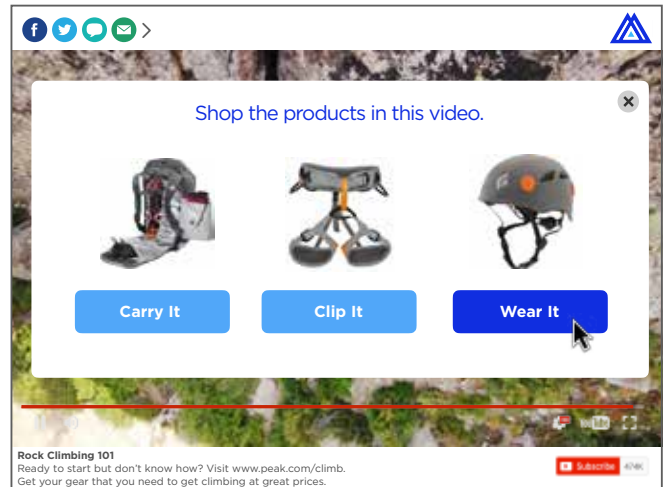 Shop the products in this video.
Carry It
Clip It
Wear It
Rock Climbing 101
Ready to start but don’t know how? Visit www.peak.com/climb.
Get your gear that you need to get climbing at great prices.
Subscribe 474K